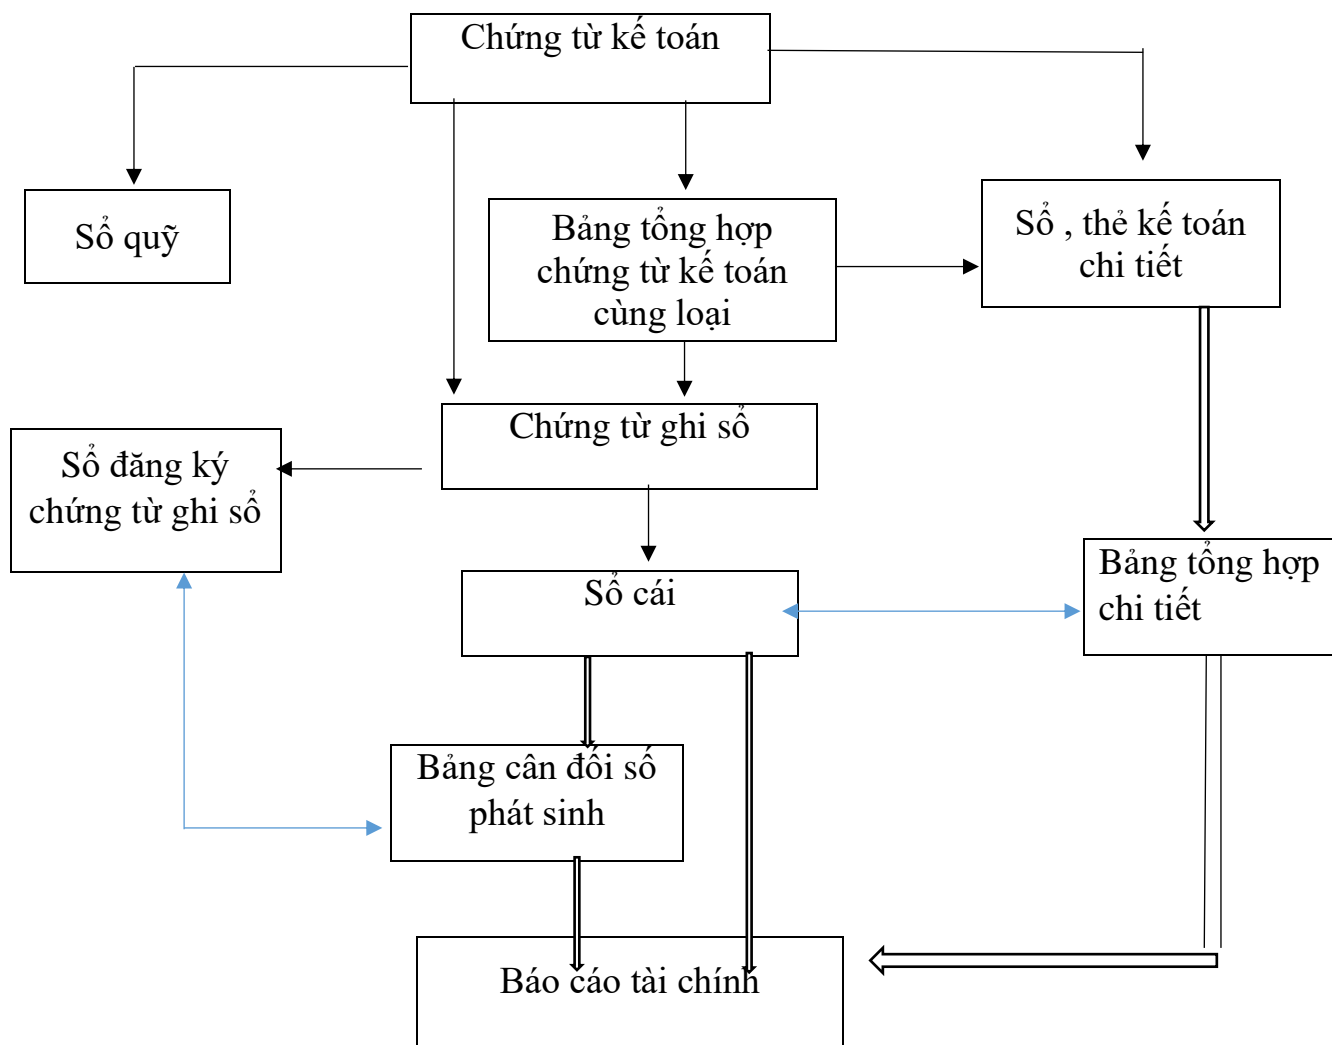 Chứng từ kế toán
Sổ quỹ
Bảng tổng hợp
chứng từ kế toán
cùng loại
Sổ , thẻ kế toán
chi tiết
Chứng từ ghi sổ
Sổ đăng ký
chứng từ ghi sổ
Sổ cái
Bảng tổng hợp
chi tiết
Bảng cân đối số
phát sinh
Báo cáo tài chính